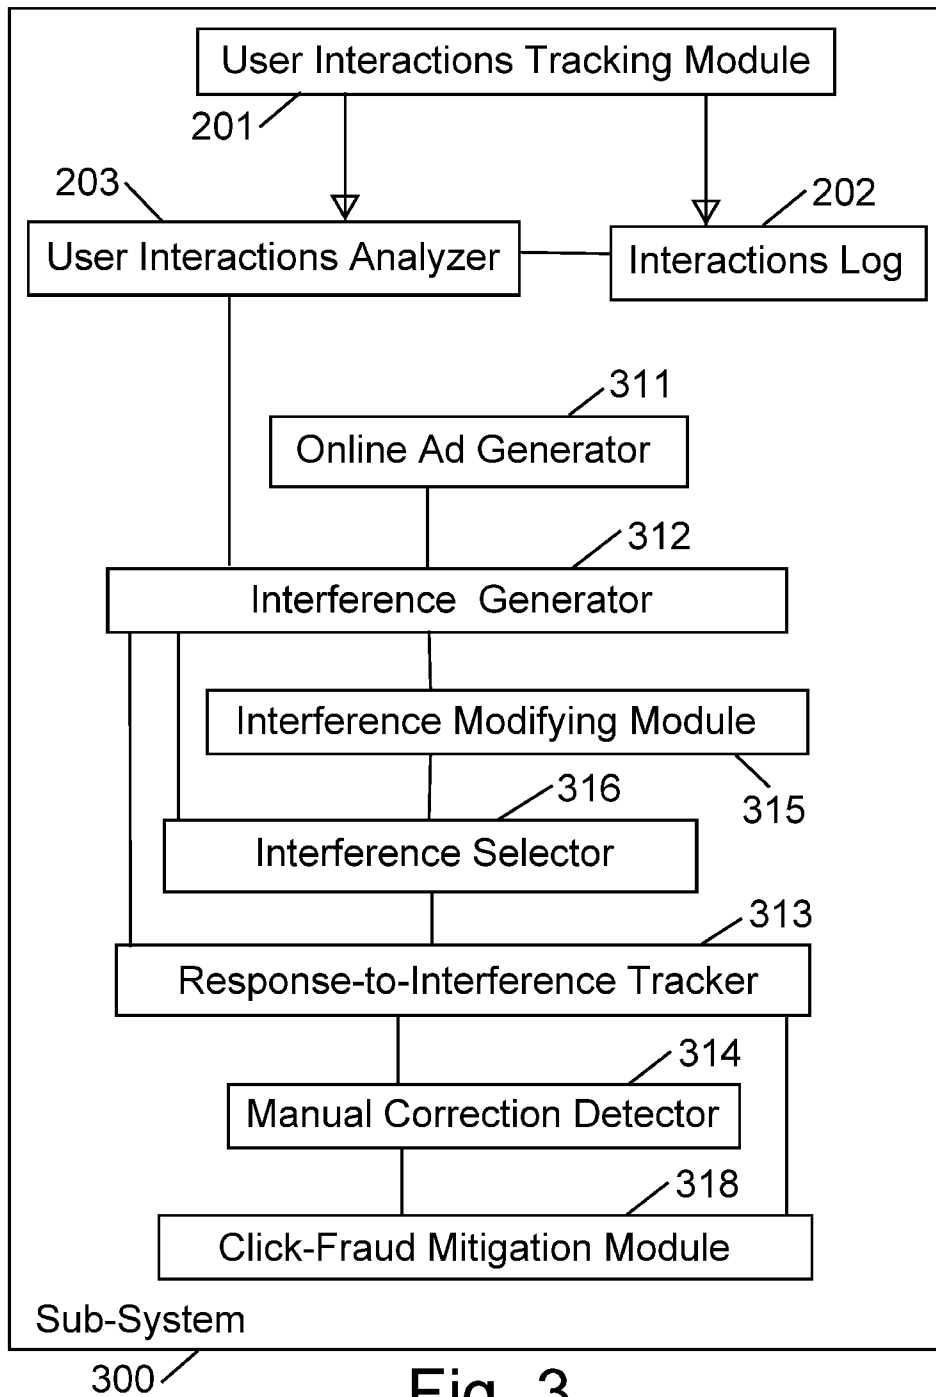 User Interactions Tracking Module
201
203
202
User Interactions Analyzer
Interactions Log
311
Online Ad Generator
312
Interference Generator
Interference Modifying Module
315
316
Interference Selector
313
Response-to-Interference Tracker
314
Manual Correction Detector
318
Click-Fraud Mitigation Module
Sub-System
300
Fig. 3